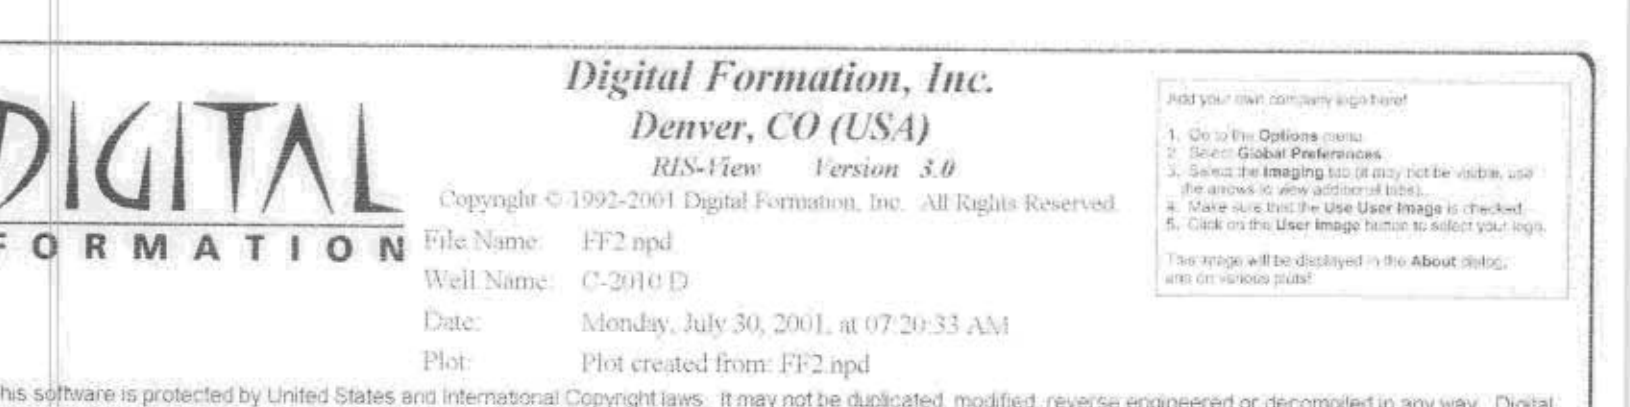 DIGITAL
FORMATION
Digital Formation, Inc.
Denver, CO (USA)
RIS-View Version 3.0
Copyright © 1992-2001 Digital Formation, Inc. All Rights Reserved.
File Name: FF2.npd
Well Name: C-2010 D
Date: Monday, July 30, 2001, at 07:20:33 AM
Plot: Plot created from: FF2.npd
Add your own company logo here!
1. Go to the Options menu
2. Select Global Preferences
3. Select the Imaging tab (it may not be visible, use
the arrows to view additional tabs).
4. Make sure that the Use User Image is checked
5. Click on the User Image button to select your logo.
This image will be displayed in the About dialog,
and on various plots!
his software is protected by United States and International Copyright laws. It may not be duplicated, modified, reverse engineered or decompiled in any way. Digital